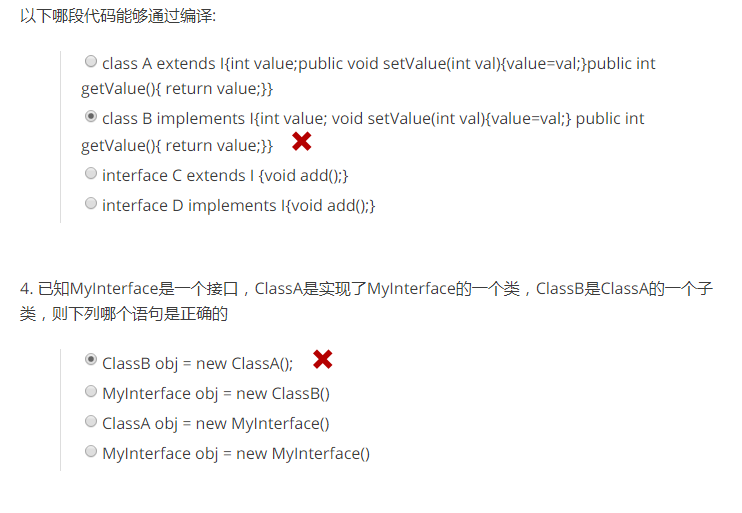 以下哪段代码能够通过编译:
class A extends I{int value;public void setValue(int val){value=val;}public int
getValue(){ return value;}}
class B implements I{int value; void setValue(int val){value=val;} public int
getValue(){ return value;}}
interface C extends I {void add();}
interface D implements I{void add();}
4. 已知MyInterface是一个接口，ClassA是实现了MyInterface的一个类，ClassB是ClassA的一个子
类，则下列哪个语句是正确的
ClassB obj = new ClassA();
MyInterface obj = new ClassB()
ClassA obj = new MyInterface()
MyInterface obj = new MyInterface()